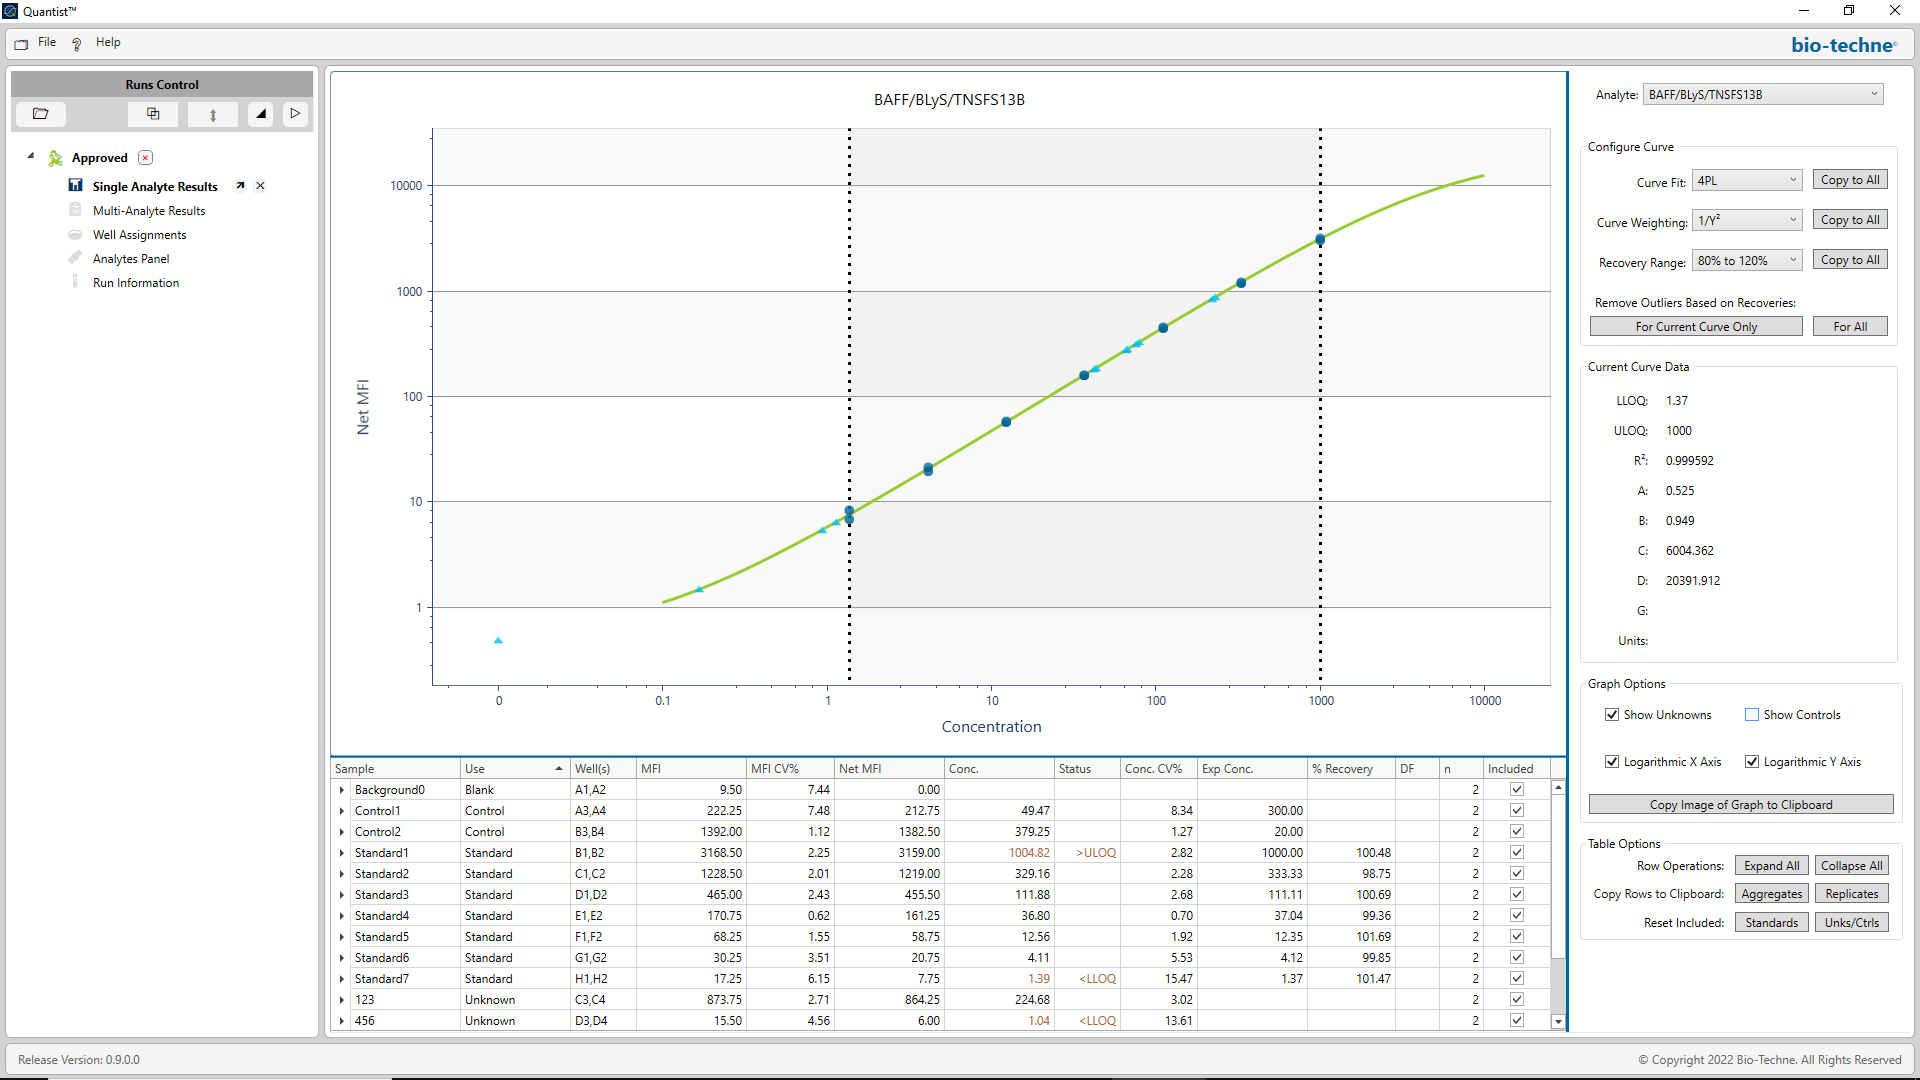 Quantist™
File
Help
bio-techne®
Runs Control
Approved
Single Analyte Results
Multi-Analyte Results
Well Assignments
Analytes Panel
Run Information
BAFF/BLyS/TNSFS13B
10000
1000
100
10
1
Net MFI
0 0.1 1 10 100 1000 10000
Concentration
Analyte: BAFF/BLyS/TNSFS13B
Configure Curve
Curve Fit: 4PL Copy to All
Curve Weighting: 1/Y² Copy to All
Recovery Range: 80% to 120% Copy to All
Remove Outliers Based on Recoveries:
For Current Curve Only For All
Current Curve Data
LLOQ: 1.37
ULOQ: 1000
R²: 0.999592
A: 0.525
B: 0.949
C: 6004.362
D: 20391.912
G:
Units:
Graph Options
Show Unknowns Show Controls
Logarithmic X Axis Logarithmic Y Axis
Copy Image of Graph to Clipboard
Table Options
Row Operations: Expand All Collapse All
Copy Rows to Clipboard: Aggregates Replicates
Reset Included: Standards Unks/Ctrls
Sample Use Well(s) MFI MFI CV% Net MFI Conc. Status Conc. CV% Exp Conc. % Recovery DF n Included
Background0 Blank A1,A2 9.50 7.44 0.00 2
Control1 Control A3,A4 222.25 7.48 212.75 49.47 8.34 300.00 2
Control2 Control B3,B4 1392.00 1.12 1382.50 379.25 1.27 20.00 2
Standard1 Standard B1,B2 3168.50 2.25 3159.00 1004.82 >ULOQ 2.82 1000.00 100.48 2
Standard2 Standard C1,C2 1228.50 2.01 1219.00 329.16 2.28 333.33 98.75 2
Standard3 Standard D1,D2 465.00 2.43 455.50 111.88 2.68 111.11 100.69 2
Standard4 Standard E1,E2 170.75 0.62 161.25 36.80 0.70 37.04 99.36 2
Standard5 Standard F1,F2 68.25 1.55 58.75 12.56 1.92 12.35 101.69 2
Standard6 Standard G1,G2 30.25 3.51 20.75 4.11 5.53 4.12 99.85 2
Standard7 Standard H1,H2 17.25 6.15 7.75 1.39 <LLOQ 15.47 1.37 101.47 2
123 Unknown C3,C4 873.75 2.71 864.25 224.68 3.02 2
456 Unknown D3,D4 15.50 4.56 6.00 1.04 <LLOQ 13.61 2
Release Version: 0.9.0.0
© Copyright 2022 Bio-Techne. All Rights Reserved